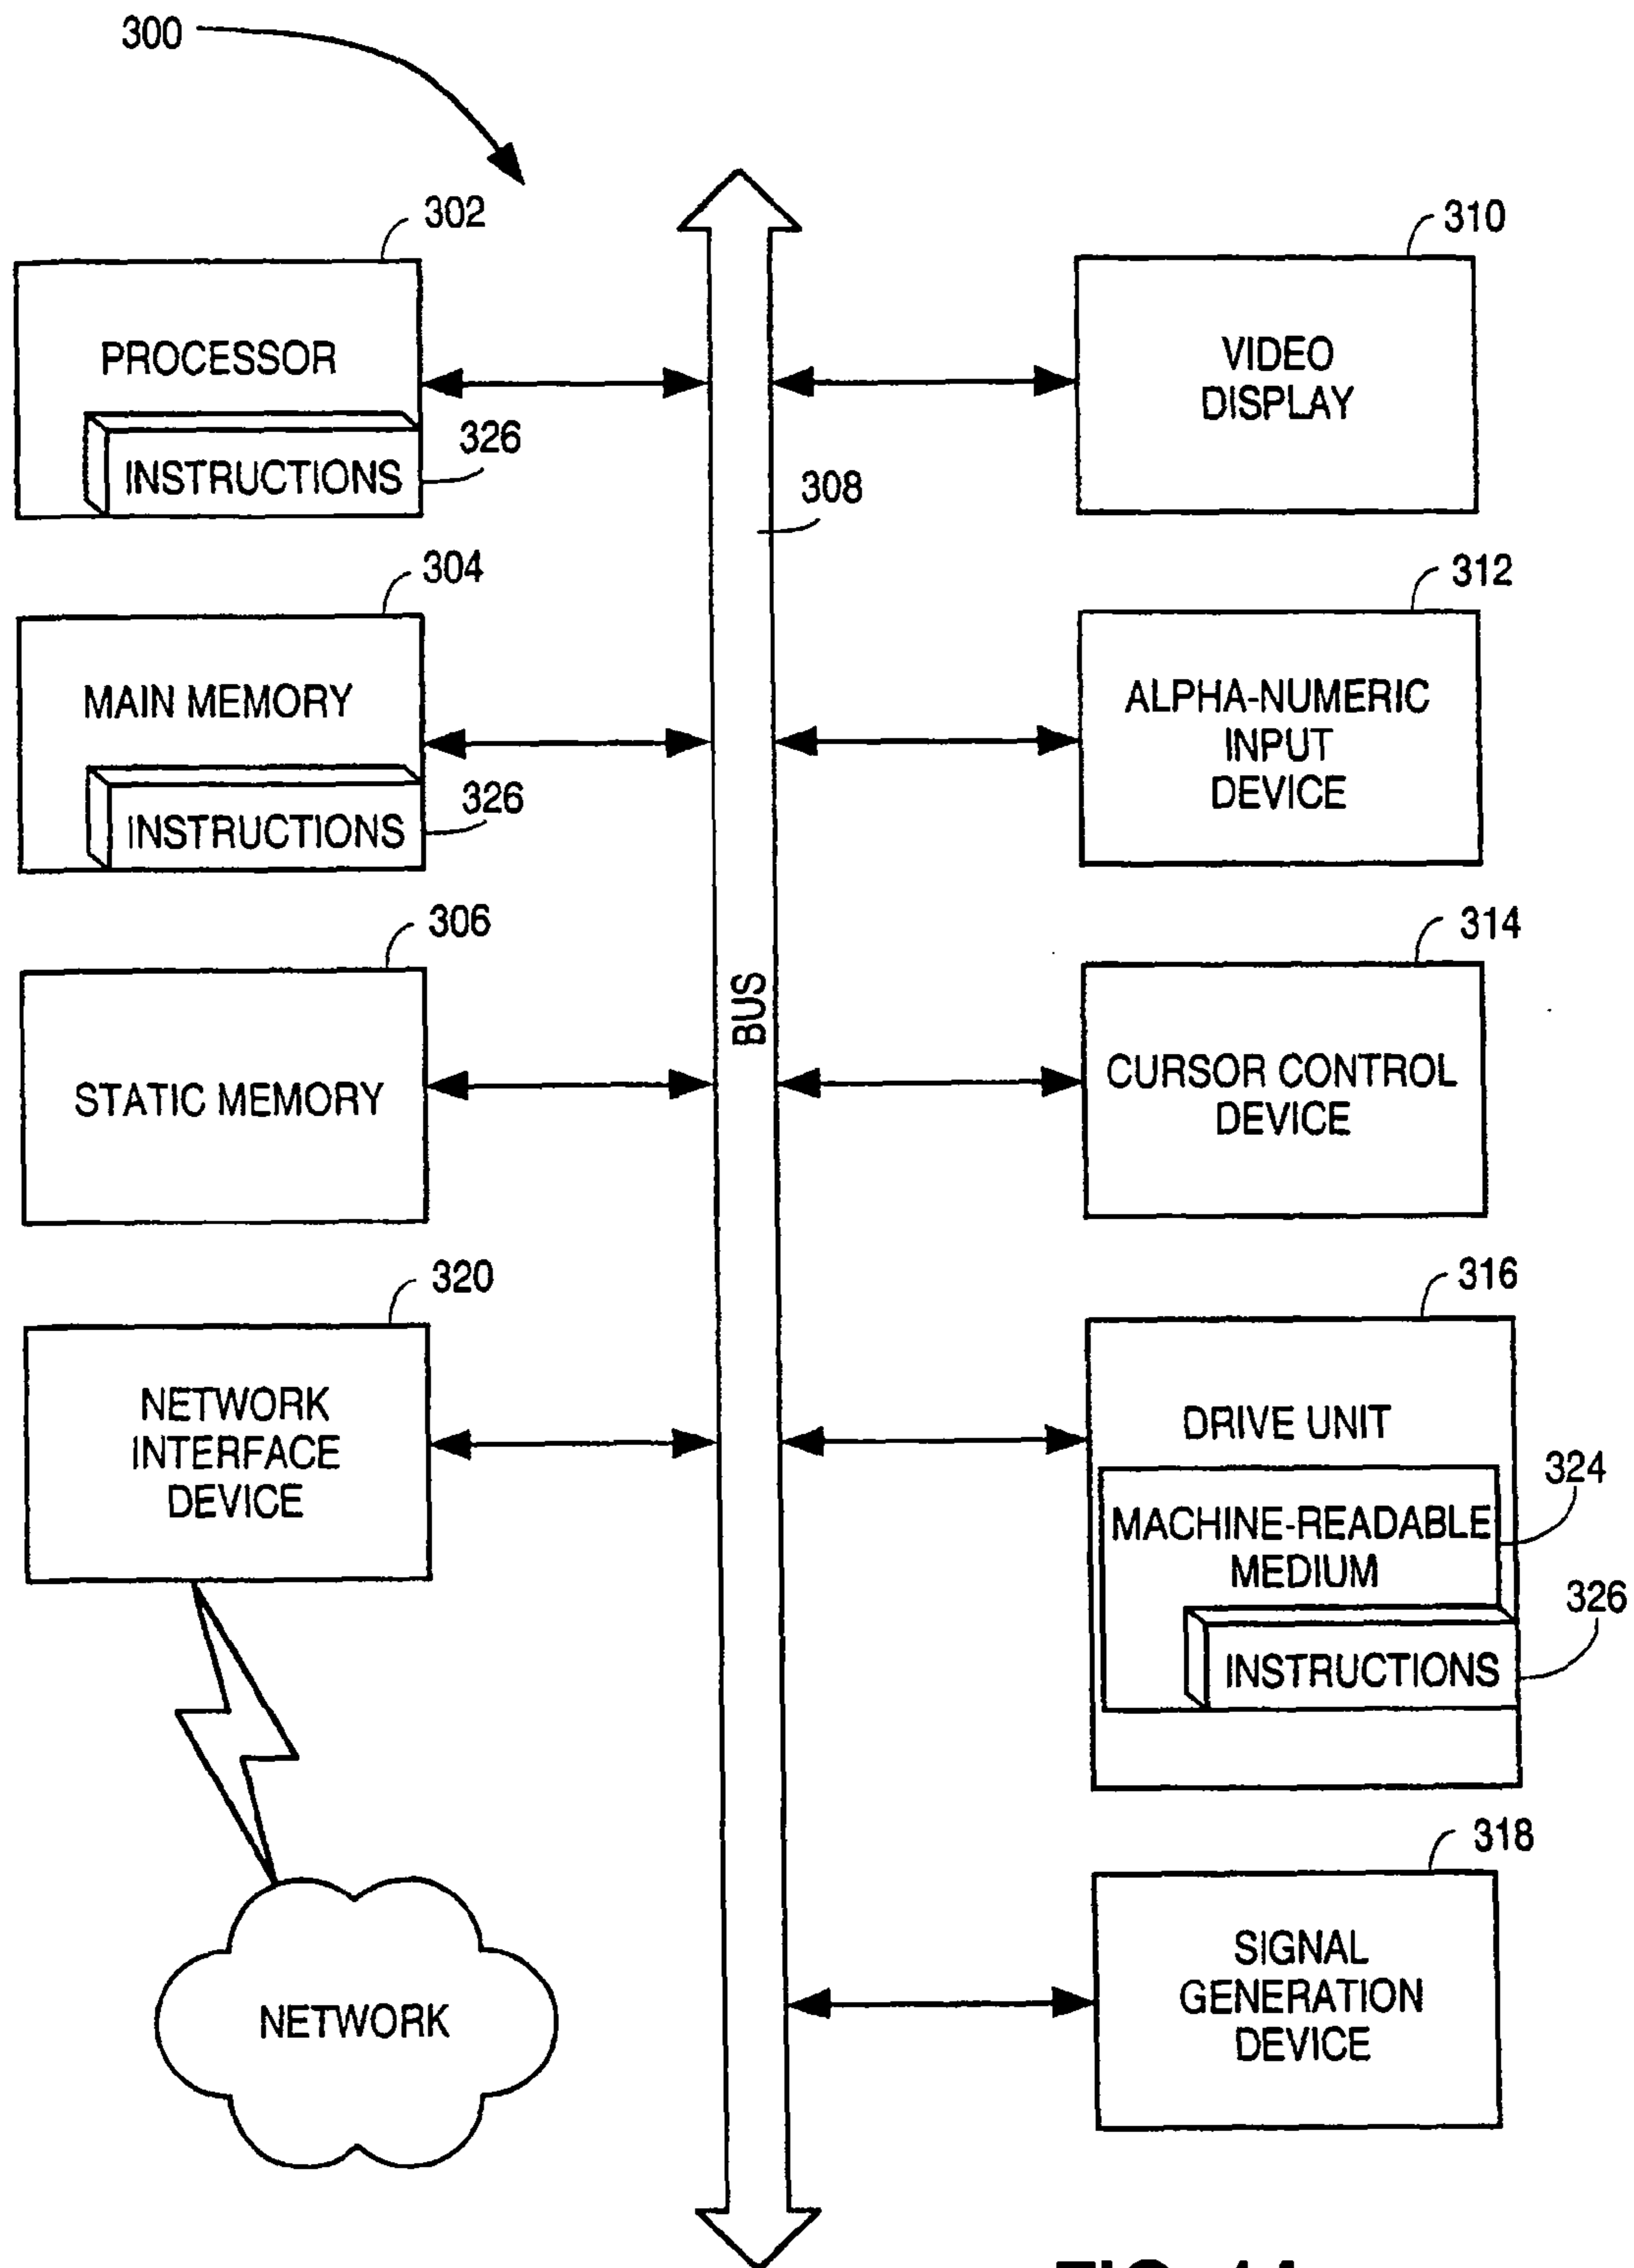 300
302
PROCESSOR
INSTRUCTIONS
326
304
MAIN MEMORY
INSTRUCTIONS
326
306
STATIC MEMORY
320
NETWORK
INTERFACE
DEVICE
NETWORK
308
BUS
310
VIDEO
DISPLAY
312
ALPHA-NUMERIC
INPUT
DEVICE
314
CURSOR CONTROL
DEVICE
316
DRIVE UNIT
324
MACHINE-READABLE
MEDIUM
326
INSTRUCTIONS
318
SIGNAL
GENERATION
DEVICE